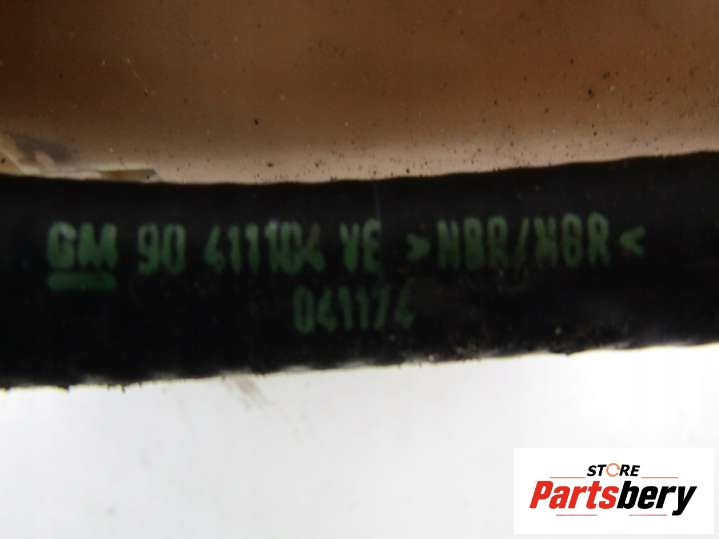 GM 90 411104 VE >NBR/NBR<
041174
STORE
Partsbery